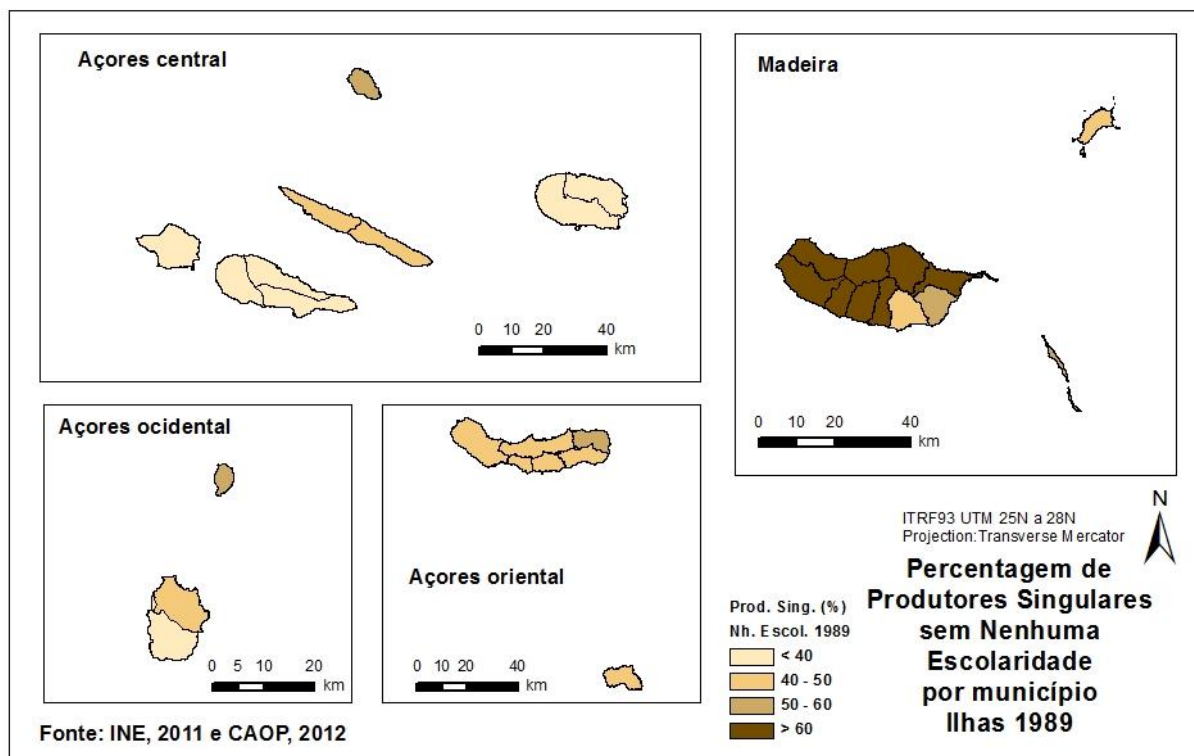 Açores central
0 10 20 40
km
Madeira
0 10 20 40
km
Açores ocidental
0 5 10 20
km
Açores oriental
0 10 20 40
km
N
ITRF93 UTM 25N a 28N
Projection:Transverse Mercator
Percentagem de
Produtores Singulares
sem Nenhuma
Escolaridade
por município
Ilhas 1989
Prod. Sing. (%)
Nh. Escol. 1989
< 40
40 - 50
50 - 60
> 60
Fonte: INE, 2011 e CAOP, 2012